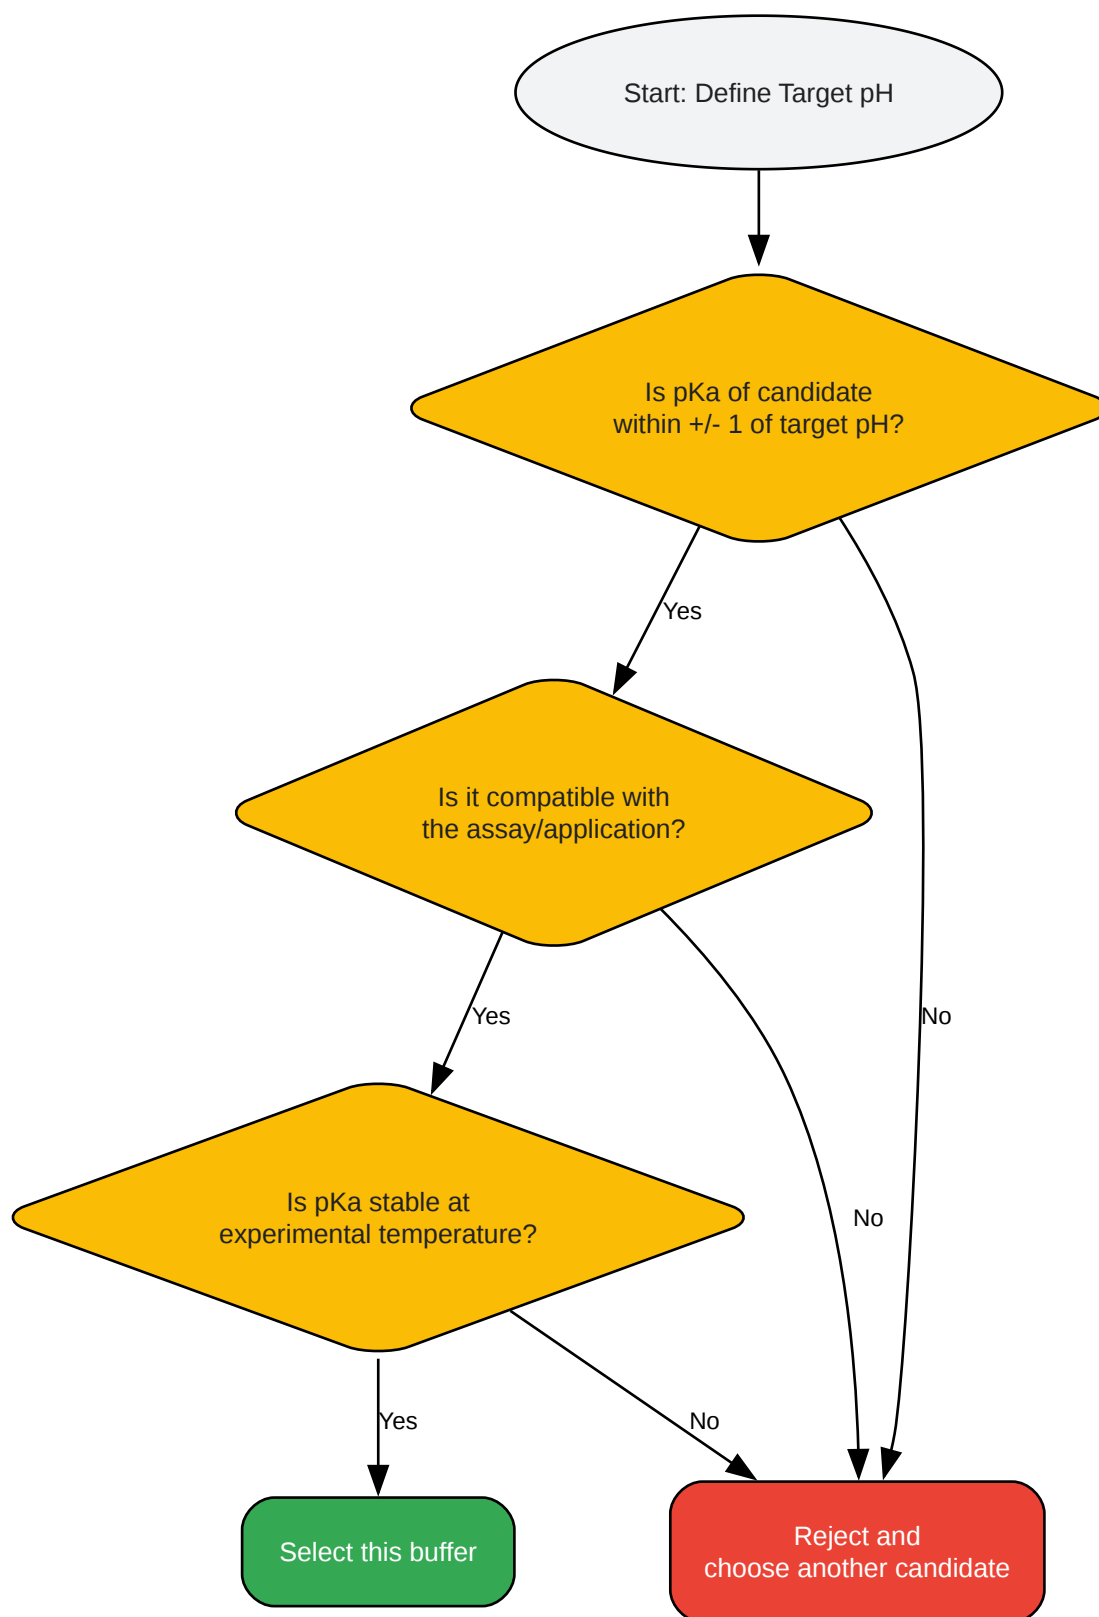 Start: Define Target pH
Is pKa of candidate
within +/- 1 of target pH?
Yes
Is it compatible with
the assay/application?
Yes
No
Is pKa stable at
experimental temperature?
No
Yes
No
Select this buffer
Reject and
choose another candidate